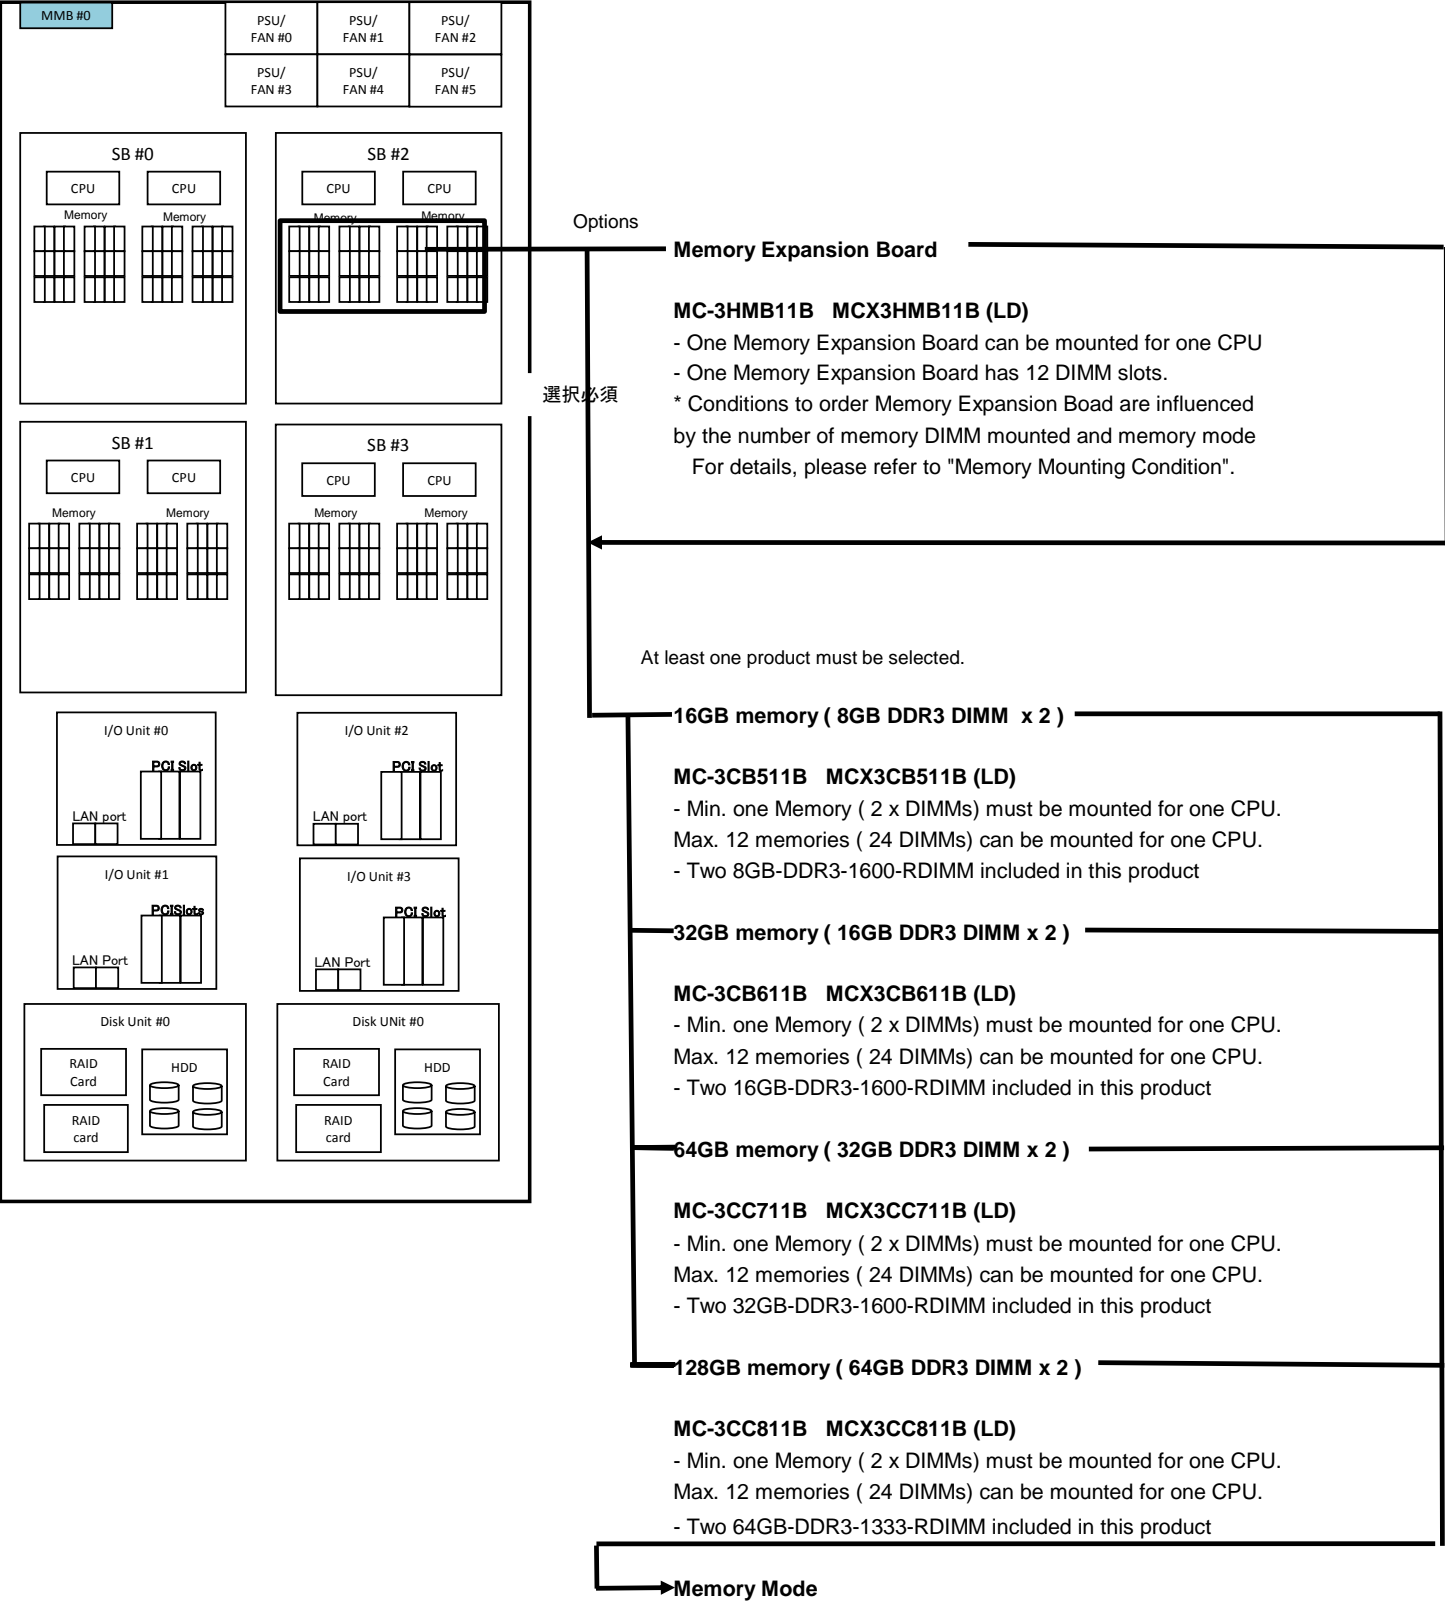 MMB #0
PSU/
FAN #0
PSU/
FAN #1
PSU/
FAN #2
PSU/
FAN #3
PSU/
FAN #4
PSU/
FAN #5
SB #0
CPU
CPU
Memory
Memory
SB #2
CPU
CPU
Memory
Memory
SB #1
CPU
CPU
Memory
Memory
SB #3
CPU
CPU
Memory
Memory
I/O Unit #0
PCI Slot
LAN port
I/O Unit #2
PCI Slot
LAN port
I/O Unit #1
PCISlots
LAN Port
I/O Unit #3
PCI Slot
LAN Port
Disk Unit #0
RAID
Card
HDD
RAID
card
Disk UNit #0
RAID
Card
HDD
RAID
card
Options
選択必須
Memory Expansion Board
MC-3HMB11B MCX3HMB11B (LD)
- One Memory Expansion Board can be mounted for one CPU
- One Memory Expansion Board has 12 DIMM slots.
* Conditions to order Memory Expansion Boad are influenced
by the number of memory DIMM mounted and memory mode
For details, please refer to "Memory Mounting Condition".
At least one product must be selected.
16GB memory ( 8GB DDR3 DIMM x 2 )
MC-3CB511B MCX3CB511B (LD)
- Min. one Memory ( 2 x DIMMs) must be mounted for one CPU.
Max. 12 memories ( 24 DIMMs) can be mounted for one CPU.
- Two 8GB-DDR3-1600-RDIMM included in this product
32GB memory ( 16GB DDR3 DIMM x 2 )
MC-3CB611B MCX3CB611B (LD)
- Min. one Memory ( 2 x DIMMs) must be mounted for one CPU.
Max. 12 memories ( 24 DIMMs) can be mounted for one CPU.
- Two 16GB-DDR3-1600-RDIMM included in this product
64GB memory ( 32GB DDR3 DIMM x 2 )
MC-3CC711B MCX3CC711B (LD)
- Min. one Memory ( 2 x DIMMs) must be mounted for one CPU.
Max. 12 memories ( 24 DIMMs) can be mounted for one CPU.
- Two 32GB-DDR3-1600-RDIMM included in this product
128GB memory ( 64GB DDR3 DIMM x 2 )
MC-3CC811B MCX3CC811B (LD)
- Min. one Memory ( 2 x DIMMs) must be mounted for one CPU.
Max. 12 memories ( 24 DIMMs) can be mounted for one CPU.
- Two 64GB-DDR3-1333-RDIMM included in this product
Memory Mode